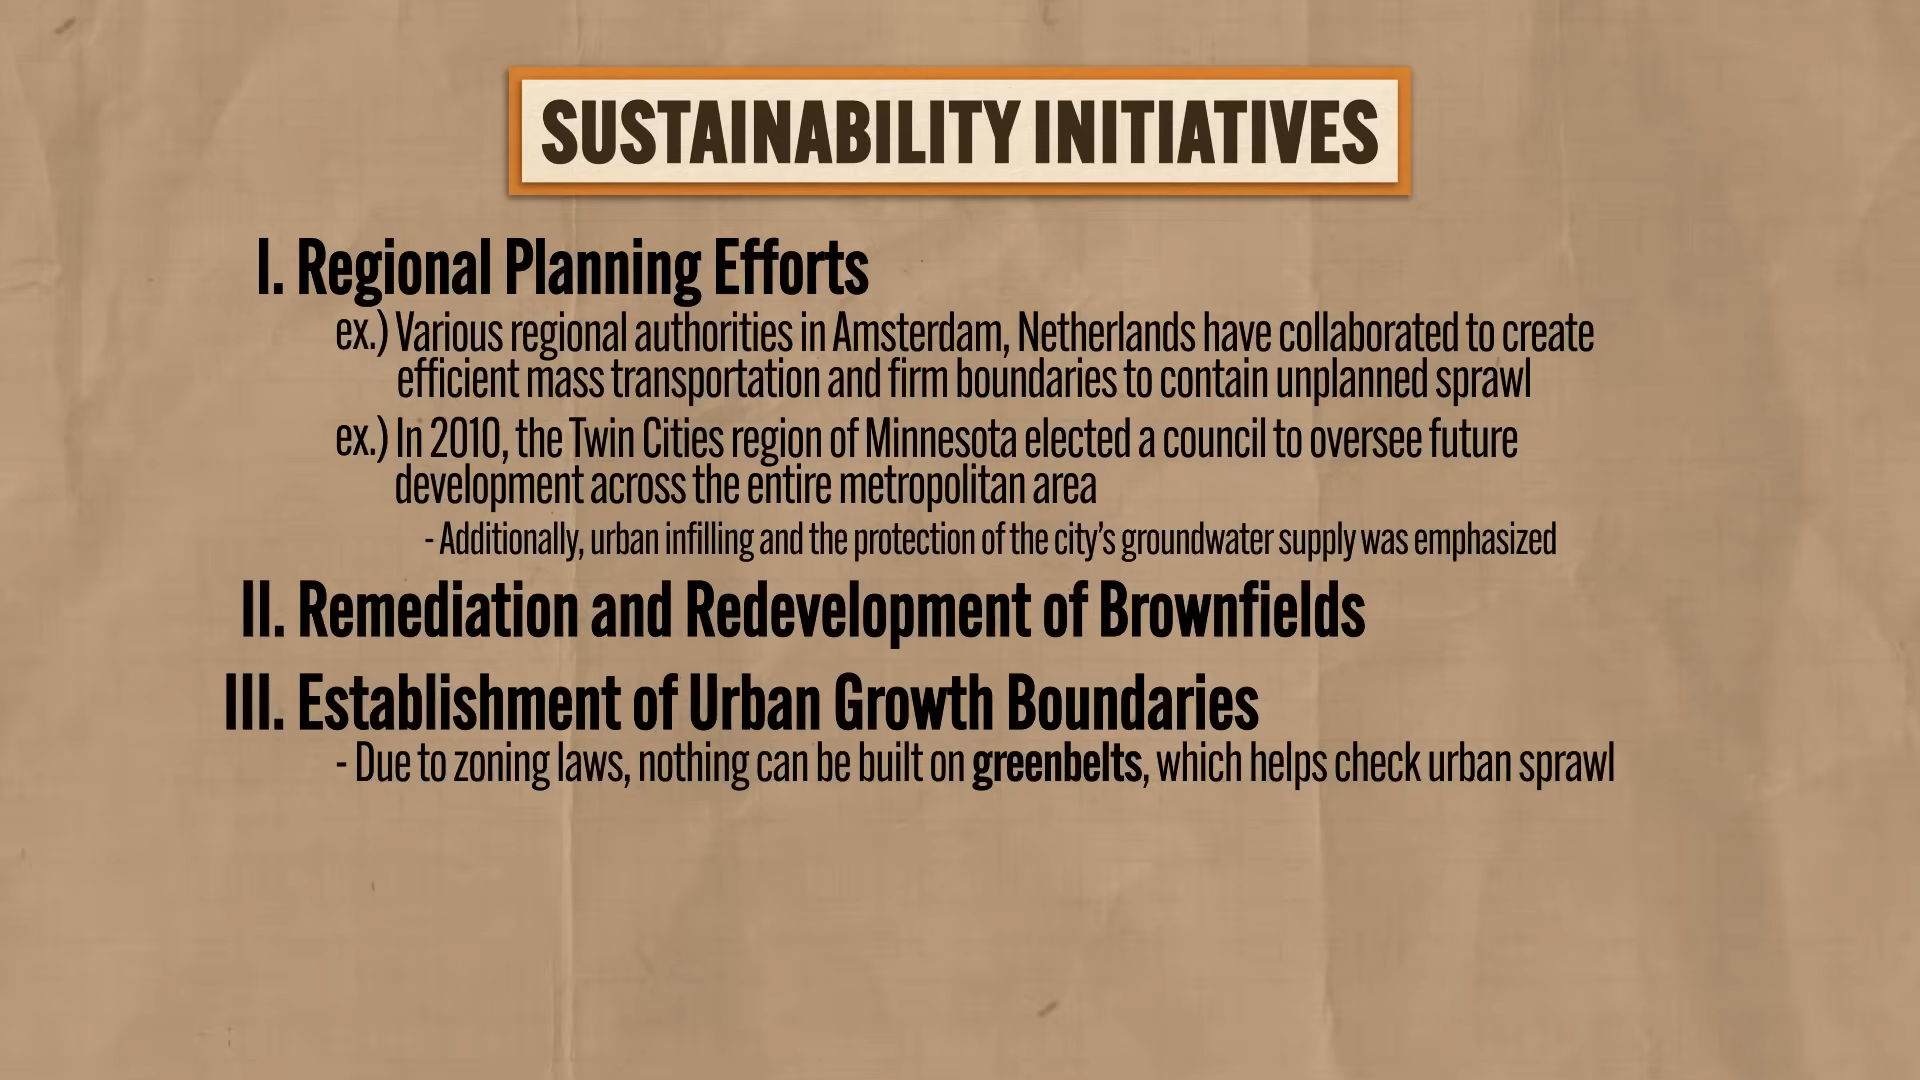 SUSTAINABILITY INITIATIVES
I. Regional Planning Efforts
ex.) Various regional authorities in Amsterdam, Netherlands have collaborated to create
efficient mass transportation and firm boundaries to contain unplanned sprawl
ex.) In 2010, the Twin Cities region of Minnesota elected a council to oversee future
development across the entire metropolitan area
- Additionally, urban infilling and the protection of the city’s groundwater supply was emphasized
II. Remediation and Redevelopment of Brownfields
III. Establishment of Urban Growth Boundaries
- Due to zoning laws, nothing can be built on greenbelts, which helps check urban sprawl